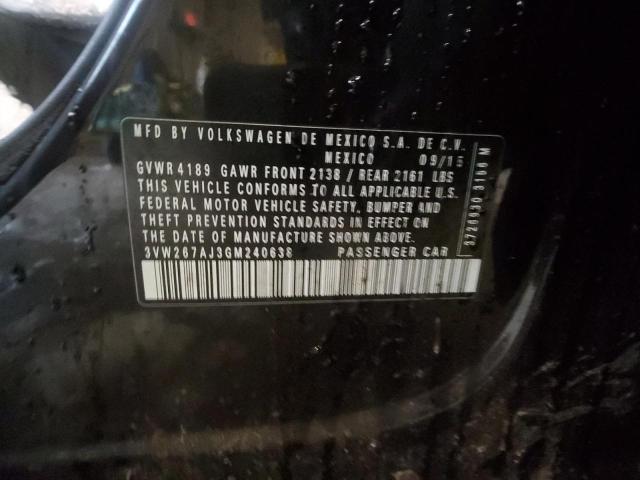 MFD BY VOLKSWAGEN DE MEXICO S.A. DE C.V.
MEXICO 09/15
GVWR 4189 GAWR FRONT 2138 / REAR 2161 LBS
THIS VEHICLE CONFORMS TO ALL APPLICABLE U.S.
FEDERAL MOTOR VEHICLE SAFETY, BUMPER AND
THEFT PREVENTION STANDARDS IN EFFECT ON
THE DATE OF MANUFACTURE SHOWN ABOVE.
3VW267AJ3GM240638 PASSENGER CAR
M